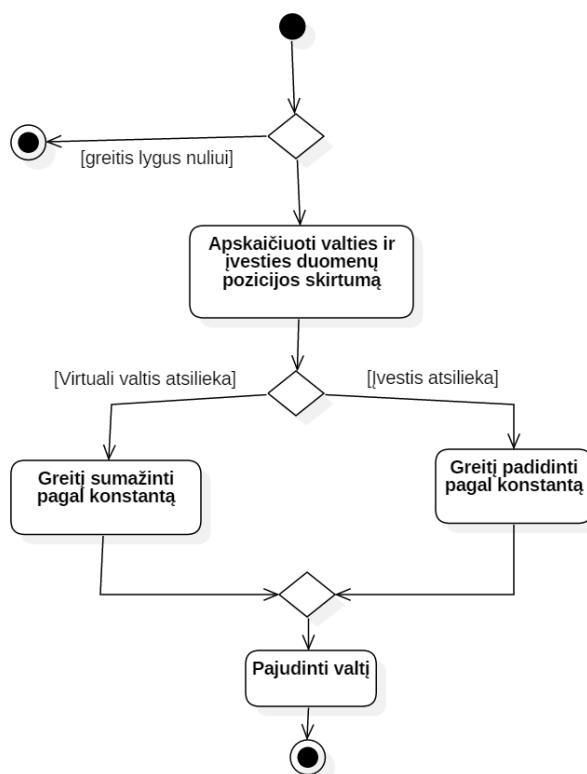 [greitis lygus nuliui]
Apskaičiuoti valties ir
įvesties duomenų
pozicijos skirtumą
[Virtuali valtis atsilieka]
[Įvestis atsilieka]
Greitį sumažinti
pagal konstantą
Greitį padidinti
pagal konstantą
Pajudinti valtį